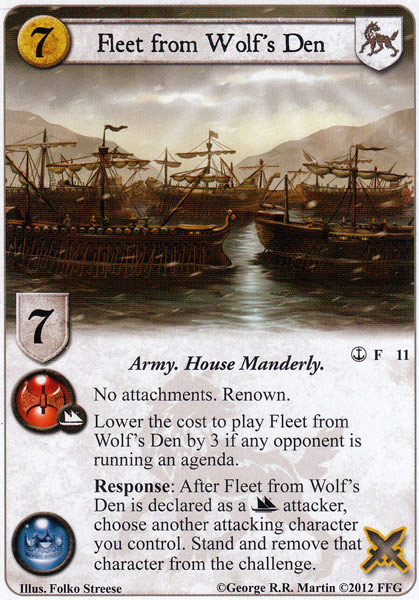 7 Fleet from Wolf's Den
7
Army. House Manderly.
F 11
No attachments. Renown.
Lower the cost to play Fleet from
Wolf's Den by 3 if any opponent is
running an agenda.
Response: After Fleet from Wolf's
Den is declared as a attacker,
choose another attacking character
you control. Stand and remove that
character from the challenge.
Illus. Folko Streese ©George R.R. Martin ©2012 FFG